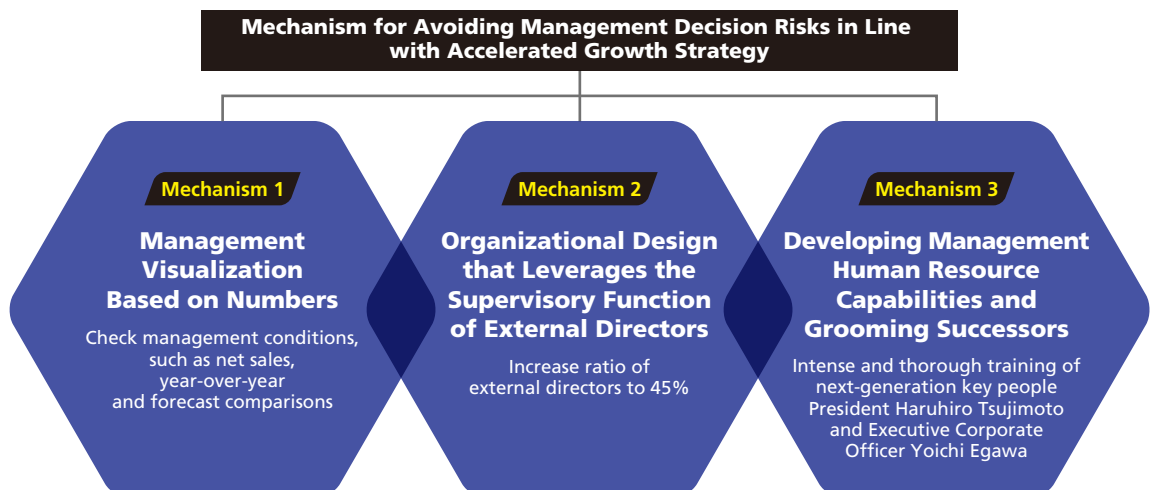 Mechanism for Avoiding Management Decision Risks in Line
with Accelerated Growth Strategy
Mechanism 1
Management
Visualization
Based on Numbers
Check management conditions,
such as net sales,
year-over-year
and forecast comparisons
Mechanism 2
Organizational Design
that Leverages the
Supervisory Function
of External Directors
Increase ratio of
external directors to 45%
Mechanism 3
Developing Management
Human Resource
Capabilities and
Grooming Successors
Intense and thorough training of
next-generation key people
President Haruhiro Tsujimoto
and Executive Corporate
Officer Yoichi Egawa